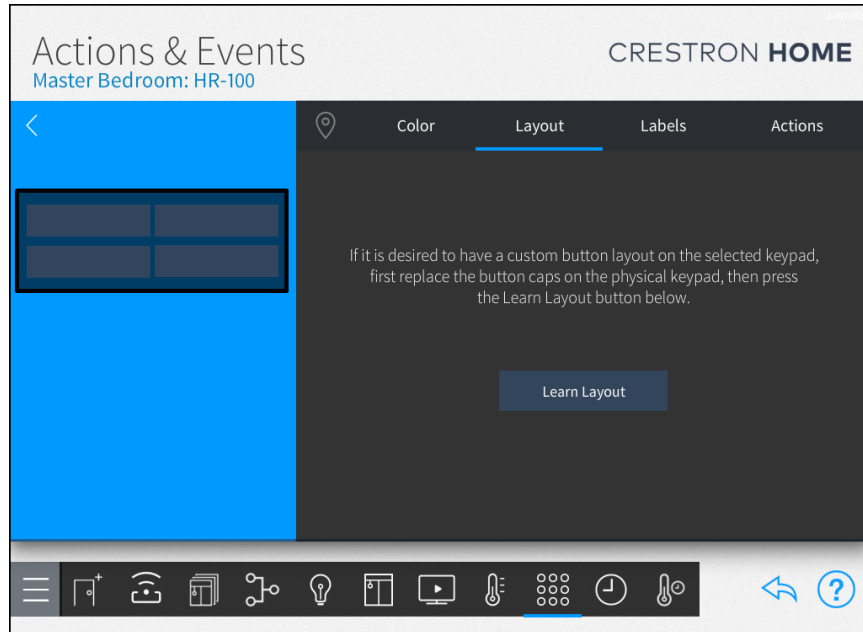 Actions & Events
CRESTRON HOME
Master Bedroom: HR-100
Color Layout Labels Actions
If it is desired to have a custom button layout on the selected keypad,
first replace the button caps on the physical keypad, then press
the Learn Layout button below.
Learn Layout
?